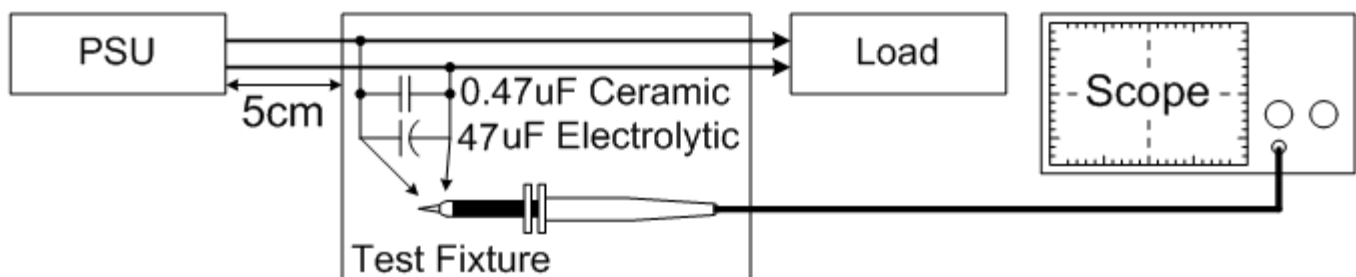 PSU
Load
Scope
5cm
0.47uF Ceramic
47uF Electrolytic
Test Fixture